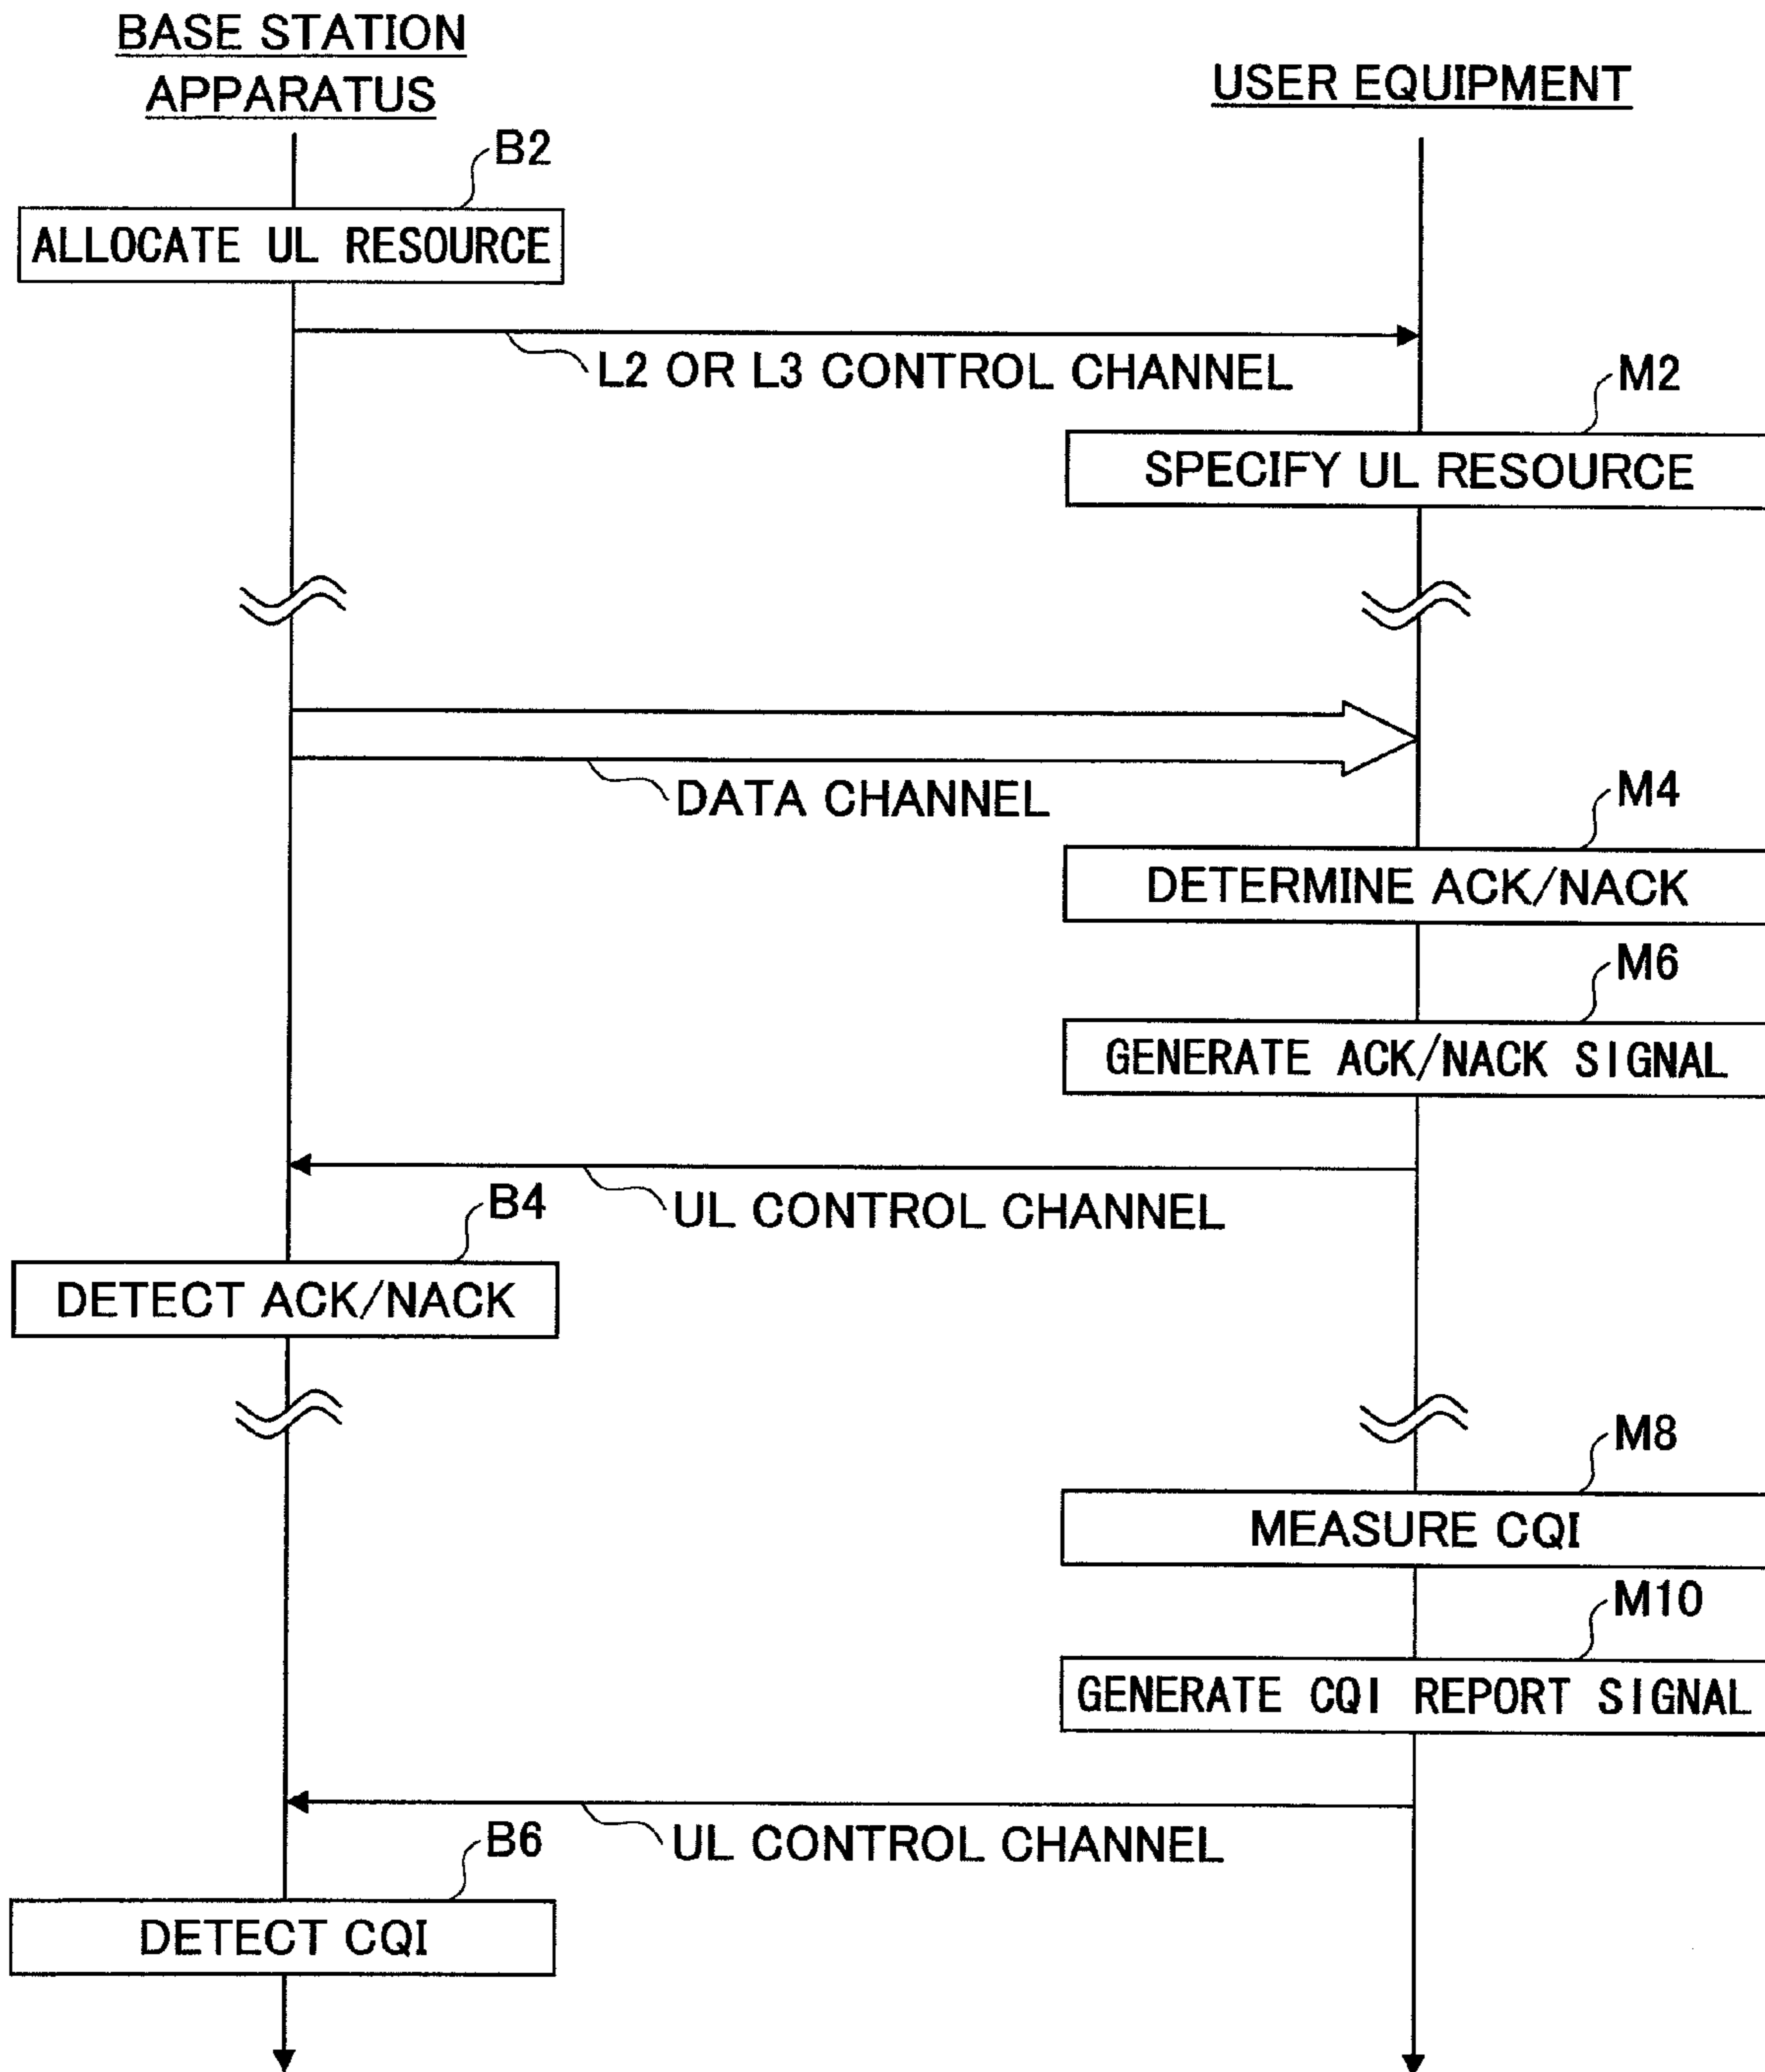 BASE STATION
APPARATUS
USER EQUIPMENT
B2
ALLOCATE UL RESOURCE
L2 OR L3 CONTROL CHANNEL
M2
SPECIFY UL RESOURCE
DATA CHANNEL
M4
DETERMINE ACK/NACK
M6
GENERATE ACK/NACK SIGNAL
UL CONTROL CHANNEL
B4
DETECT ACK/NACK
M8
MEASURE CQI
M10
GENERATE CQI REPORT SIGNAL
UL CONTROL CHANNEL
B6
DETECT CQI